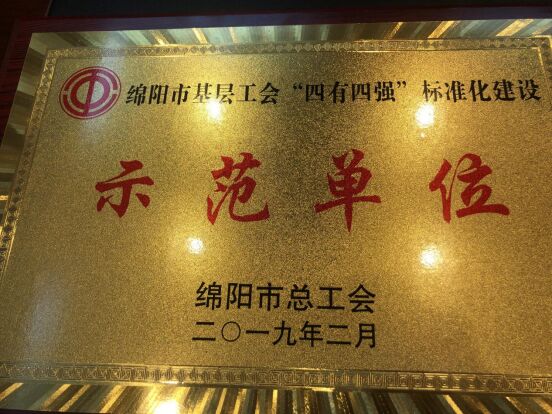 绵阳市基层工会“四有四强”标准化建设
示范单位
绵阳市总工会
二〇一九年二月